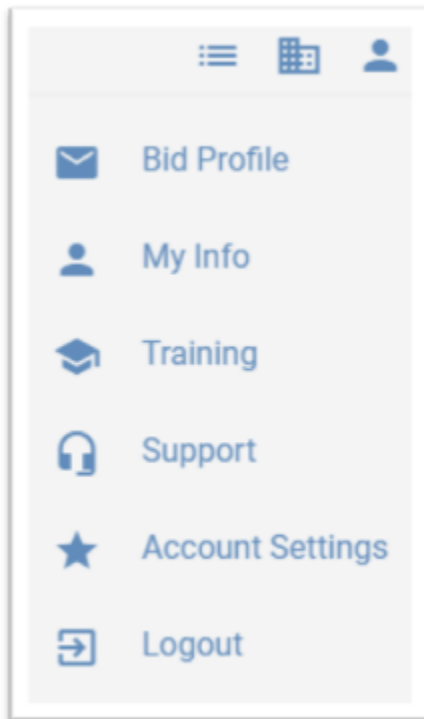 Bid Profile
My Info
Training
Support
Account Settings
Logout